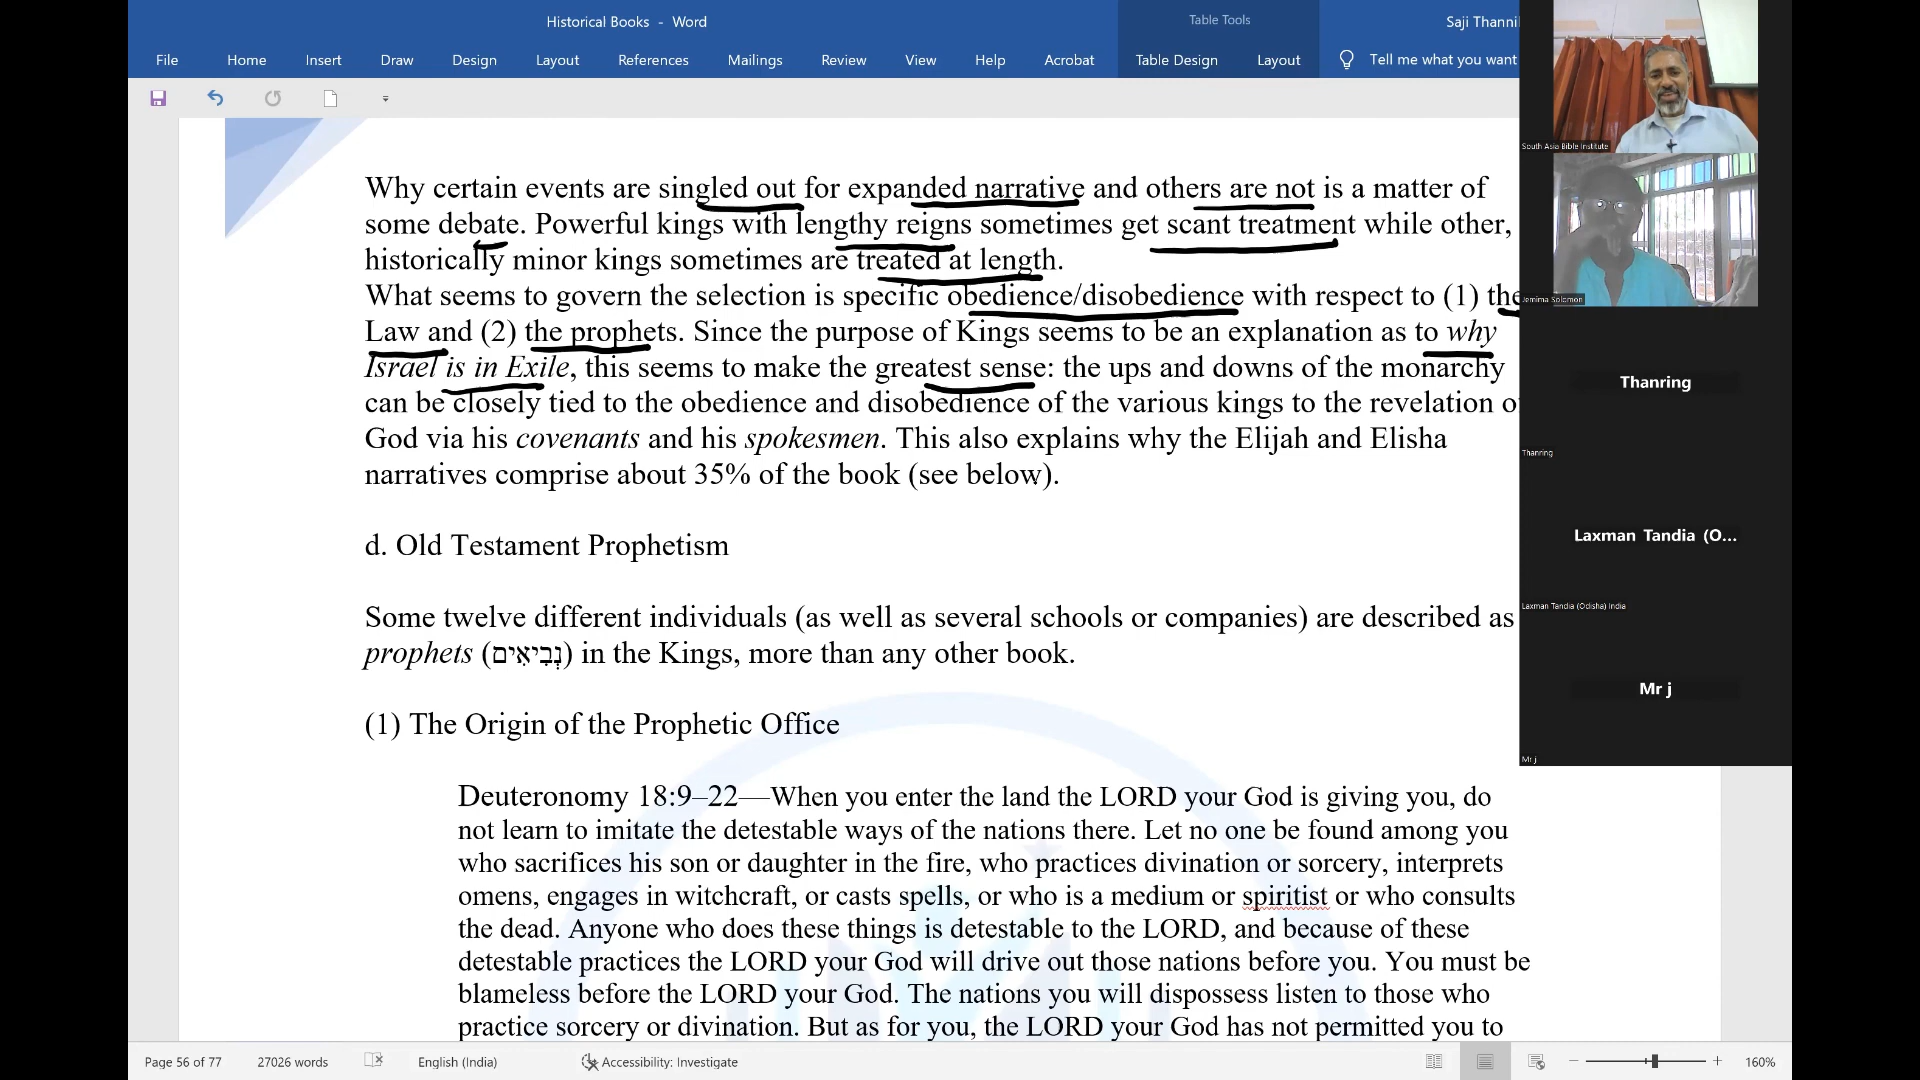 Historical Books - Word
Table Tools
Saji Thanni
File Home Insert Draw Design Layout References Mailings Review View Help Acrobat Table Design Layout Tell me what you want
Why certain events are singled out for expanded narrative and others are not is a matter of
some debate. Powerful kings with lengthy reigns sometimes get scant treatment while other,
historically minor kings sometimes are treated at length.
What seems to govern the selection is specific obedience/disobedience with respect to (1) the
Law and (2) the prophets. Since the purpose of Kings seems to be an explanation as to why
Israel is in Exile, this seems to make the greatest sense: the ups and downs of the monarchy
can be closely tied to the obedience and disobedience of the various kings to the revelation o
God via his covenants and his spokesmen. This also explains why the Elijah and Elisha
narratives comprise about 35% of the book (see below).
d. Old Testament Prophetism
Some twelve different individuals (as well as several schools or companies) are described as
prophets (נְבִיאִים) in the Kings, more than any other book.
(1) The Origin of the Prophetic Office
Deuteronomy 18:9–22—When you enter the land the LORD your God is giving you, do
not learn to imitate the detestable ways of the nations there. Let no one be found among you
who sacrifices his son or daughter in the fire, who practices divination or sorcery, interprets
omens, engages in witchcraft, or casts spells, or who is a medium or spiritist or who consults
the dead. Anyone who does these things is detestable to the LORD, and because of these
detestable practices the LORD your God will drive out those nations before you. You must be
blameless before the LORD your God. The nations you will dispossess listen to those who
practice sorcery or divination. But as for you, the LORD your God has not permitted you to
South Asia Bible Institute
Jemima Solomon
Thanring
Thanring
Laxman Tandia (O...
Laxman Tandia (Odisha) India
Mr j
Mr j
Page 56 of 77 27026 words English (India) Accessibility: Investigate 160%